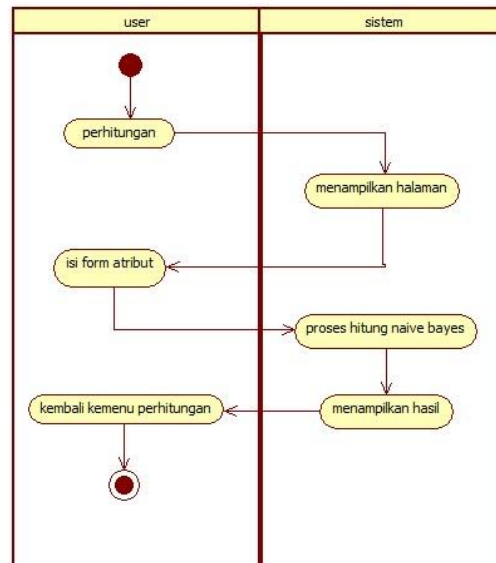 user
sistem
perhitungan
menampilkan halaman
isi form atribut
proses hitung naive bayes
menampilkan hasil
kembali kemenu perhitungan